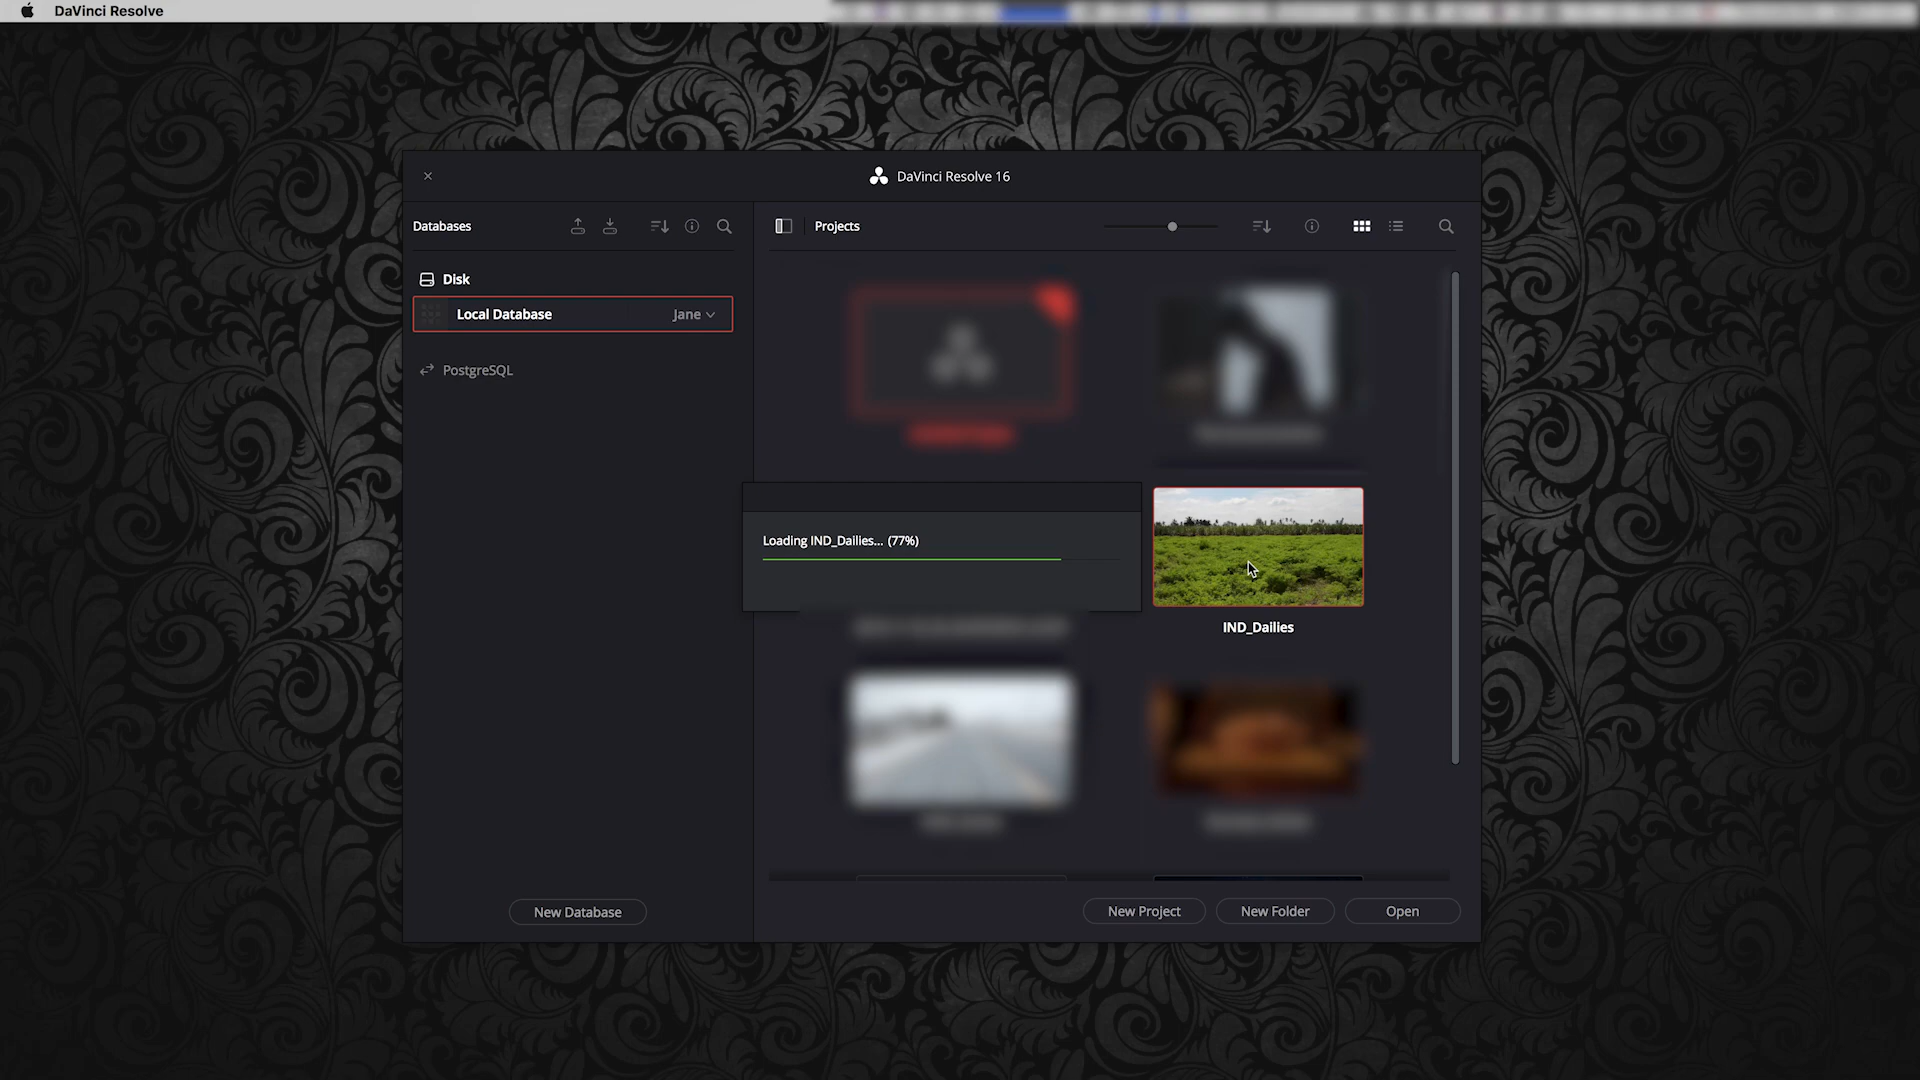 DaVinci Resolve
DaVinci Resolve 16
Databases
Projects
Disk
Local Database
Jane
PostgreSQL
Loading IND_Dailies... (77%)
IND_Dailies
New Database
New Project
New Folder
Open